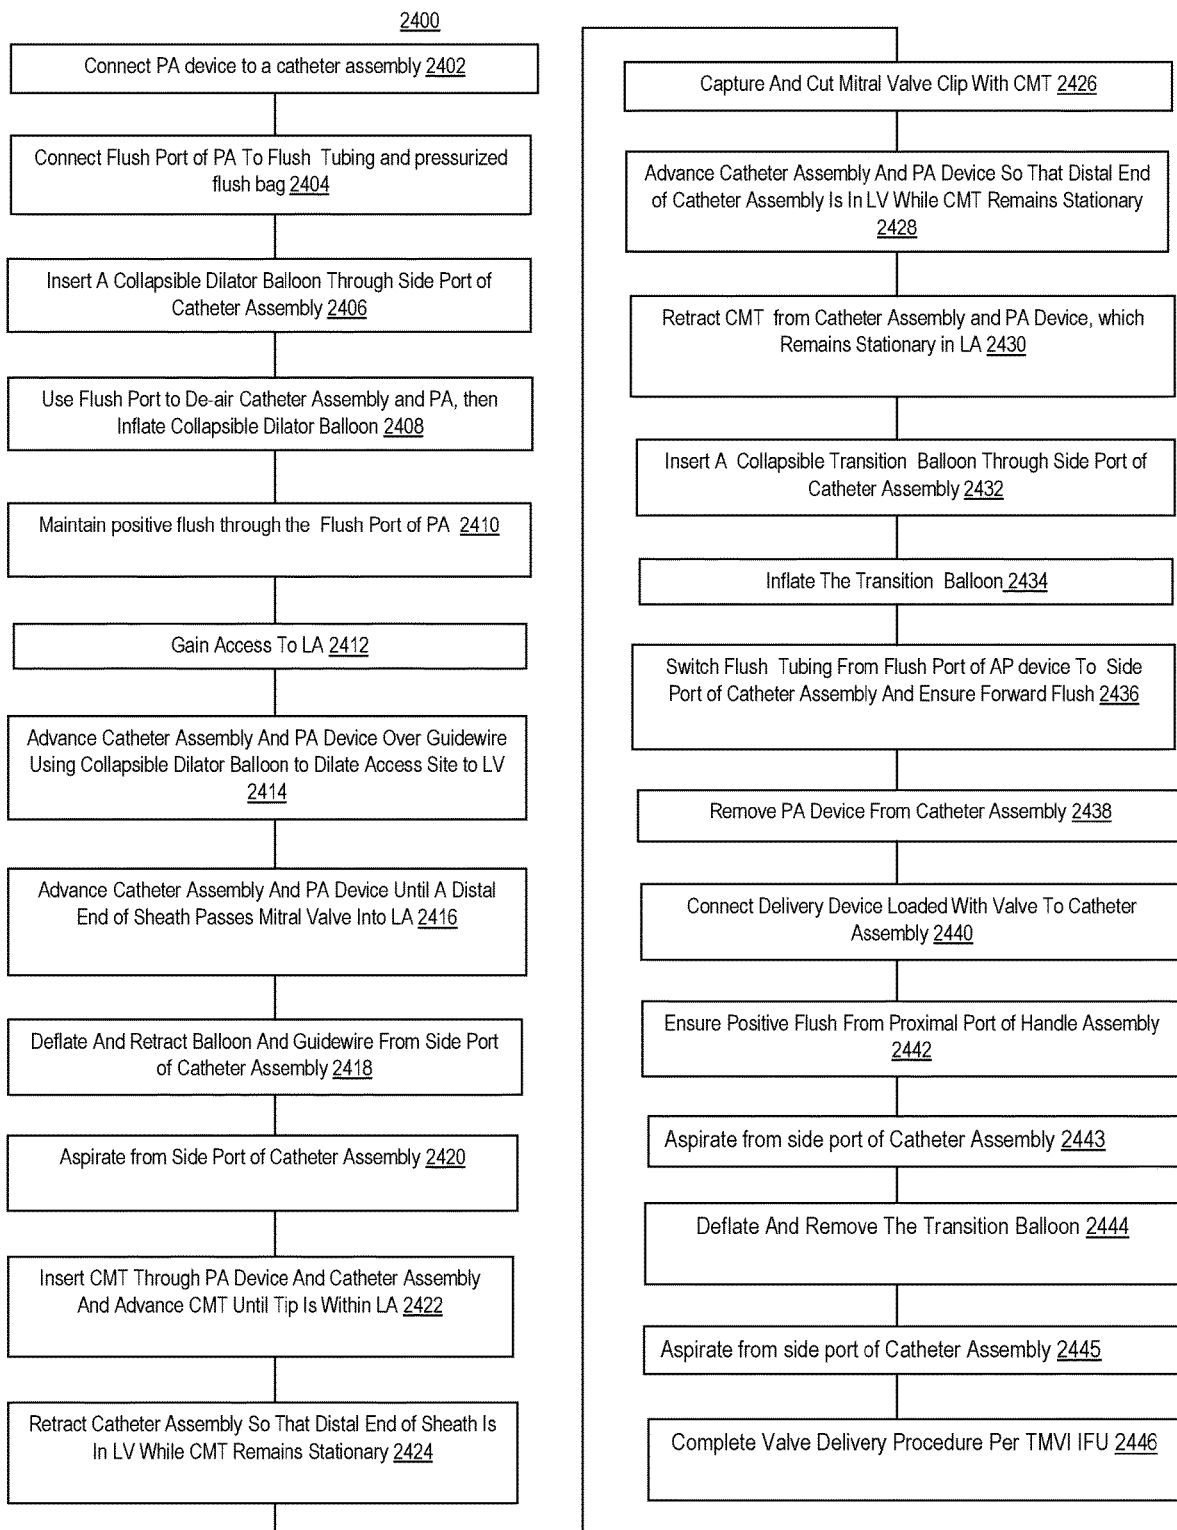 2400
Connect PA device to a catheter assembly 2402
Connect Flush Port of PA To Flush Tubing and pressurized
flush bag 2404
Insert A Collapsible Dilator Balloon Through Side Port of
Catheter Assembly 2406
Use Flush Port to De-air Catheter Assembly and PA, then
Inflate Collapsible Dilator Balloon 2408
Maintain positive flush through the Flush Port of PA 2410
Gain Access To LA 2412
Advance Catheter Assembly And PA Device Over Guidewire
Using Collapsible Dilator Balloon to Dilate Access Site to LV
2414
Advance Catheter Assembly And PA Device Until A Distal
End of Sheath Passes Mitral Valve Into LA 2416
Deflate And Retract Balloon And Guidewire From Side Port
of Catheter Assembly 2418
Aspirate from Side Port of Catheter Assembly 2420
Insert CMT Through PA Device And Catheter Assembly
And Advance CMT Until Tip Is Within LA 2422
Retract Catheter Assembly So That Distal End of Sheath Is
In LV While CMT Remains Stationary 2424
Capture And Cut Mitral Valve Clip With CMT 2426
Advance Catheter Assembly And PA Device So That Distal End
of Catheter Assembly Is In LV While CMT Remains Stationary
2428
Retract CMT from Catheter Assembly and PA Device, which
Remains Stationary in LA 2430
Insert A Collapsible Transition Balloon Through Side Port of
Catheter Assembly 2432
Inflate The Transition Balloon 2434
Switch Flush Tubing From Flush Port of AP device To Side
Port of Catheter Assembly And Ensure Forward Flush 2436
Remove PA Device From Catheter Assembly 2438
Connect Delivery Device Loaded With Valve To Catheter
Assembly 2440
Ensure Positive Flush From Proximal Port of Handle Assembly
2442
Aspirate from side port of Catheter Assembly 2443
Deflate And Remove The Transition Balloon 2444
Aspirate from side port of Catheter Assembly 2445
Complete Valve Delivery Procedure Per TMVI IFU 2446